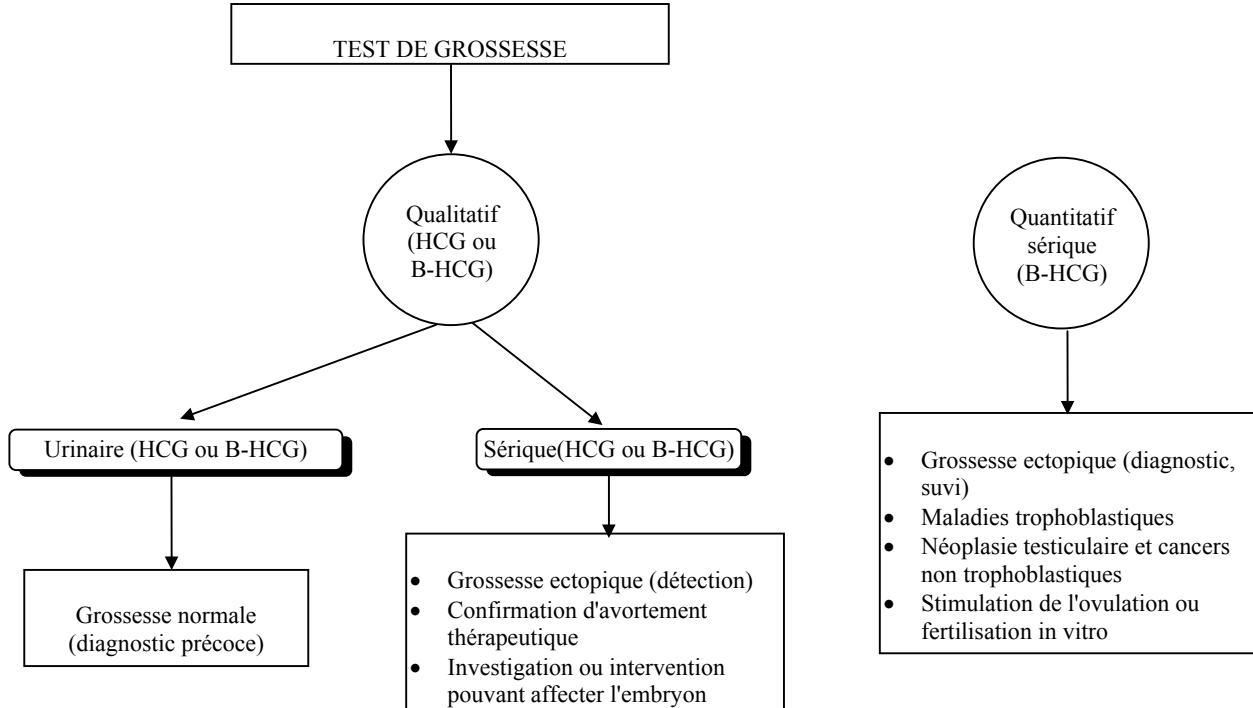 TEST DE GROSSESSE
Qualitatif
(HCG ou
B-HCG)
Quantitatif
sérique
(B-HCG)
Urinaire (HCG ou B-HCG)
Sérique(HCG ou B-HCG)
Grossesse normale
(diagnostic précoce)
• Grossesse ectopique (détection)
• Confirmation d'avortement
thérapeutique
• Investigation ou intervention
pouvant affecter l'embryon
• Grossesse ectopique (diagnostic,
suvi)
• Maladies trophoblastiques
• Néoplasie testiculaire et cancers
non trophoblastiques
• Stimulation de l'ovulation ou
fertilisation in vitro